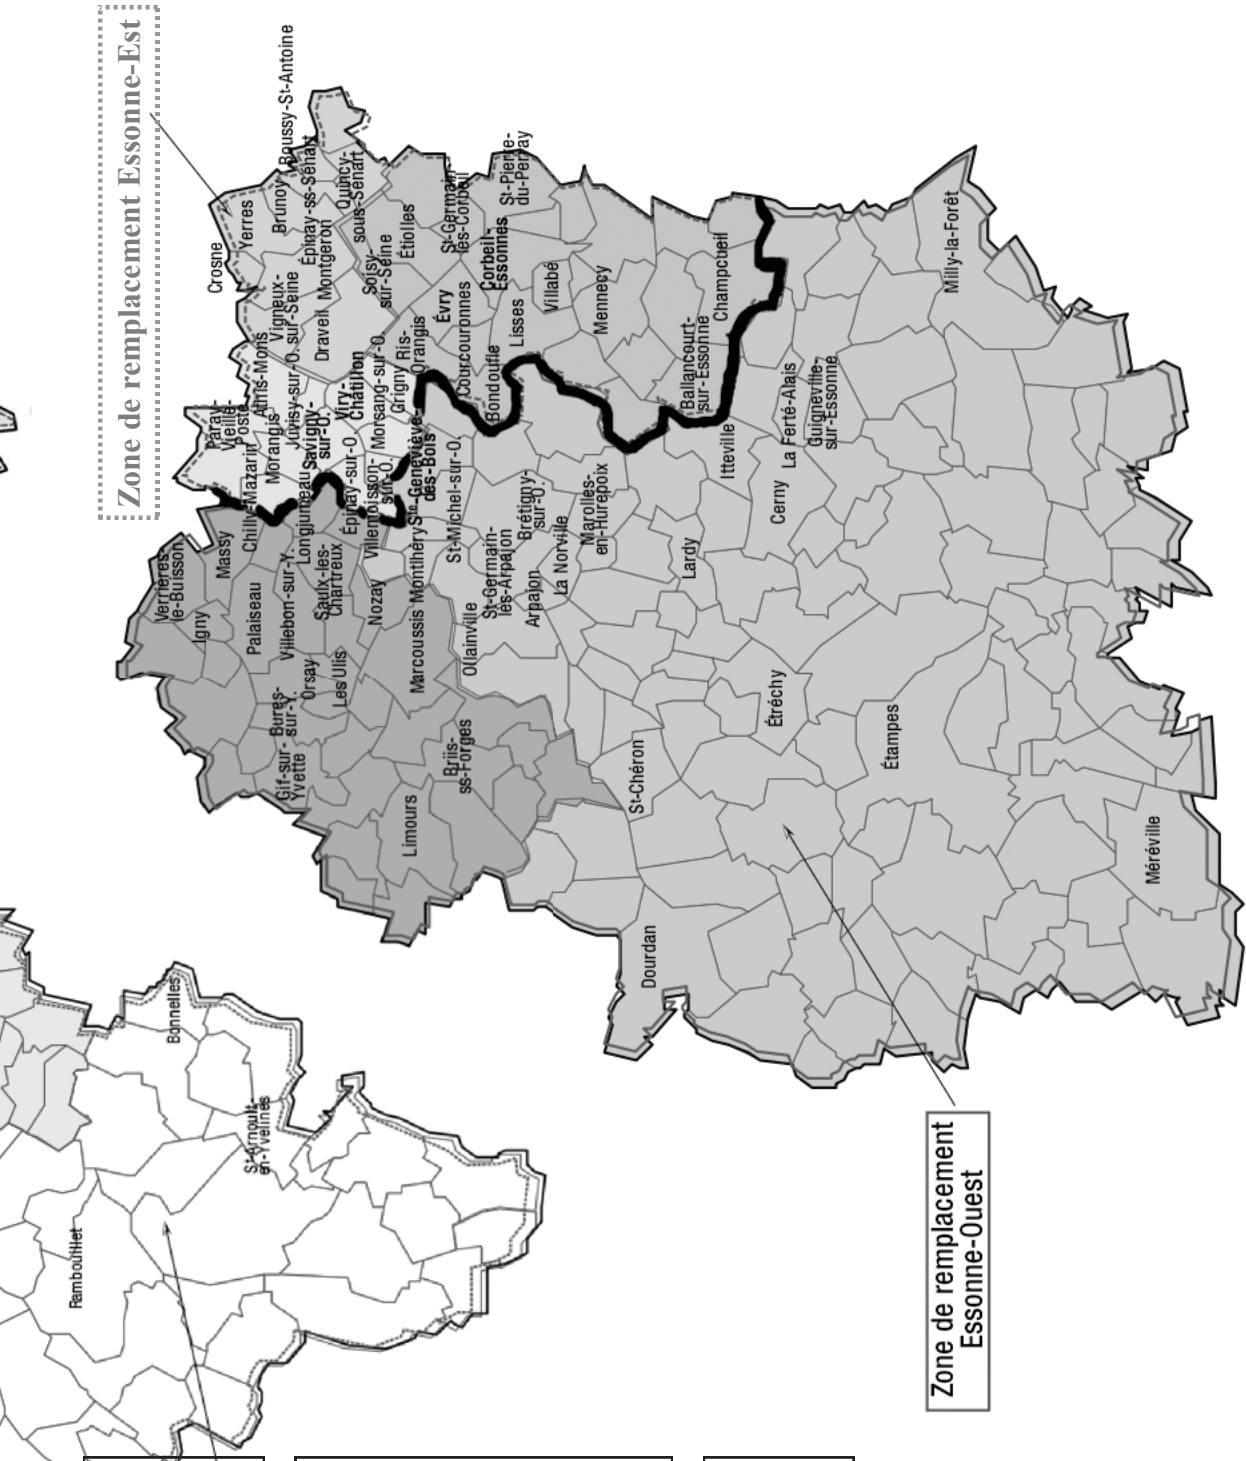 Zone de remplacement Essonne-Est
Crosne
Yerres
Brunoy
Boussy-St-Antoine
Épinay-ss-Sénart
Quincy-
sous-Sénart
Vigneux-
sur-Seine
Montgeron
Draveil
Soisy-
sur-Seine
Étiolles
St-Germain-
lès-Corbeil
St-Pierre-
du-Perray
Corbeil-
Essonnes
Évry
Courcouronnes
Lisses
Villabé
Mennecy
Champcueil
Ballancourt-
sur-Essonne
Bondoufle
Ris-
Orangis
Grigny
Morsang-sur-O.
Viry-
Châtillon
Juvisy-sur-O.
Athis-Mons
Paray-
Vieille-
Poste
Morangis
Savigny-
sur-O.
Chilly-Mazarin
Longjumeau
Épinay-sur-O.
Villemoisson-
sur-O.
Ste-Geneviève-
des-Bois
St-Michel-sur-O.
Montlhéry
Massy
Verrières-
le-Buisson
Igny
Palaiseau
Villebon-sur-Y.
Saulx-les-
Chartreux
Nozay
Marcoussis
Orsay
Les Ulis
Bures-
sur-Y.
Gif-sur-
Yvette
Limours
Briis-
ss-Forges
Ollainville
St-Germain-
lès-Arpajon
Arpajon
Brétigny-
sur-O.
La Norville
Marolles-
en-Hurepoix
Lardy
Itteville
Cerny
La Ferté-Alais
Guigneville-
sur-Essonne
Milly-la-Forêt
St-Chéron
Étréchy
Étampes
Dourdan
Méréville
Bonnelles
St-Arnoult-
en-Yvelines
Rambouillet
Zone de remplacement
Essonne-Ouest